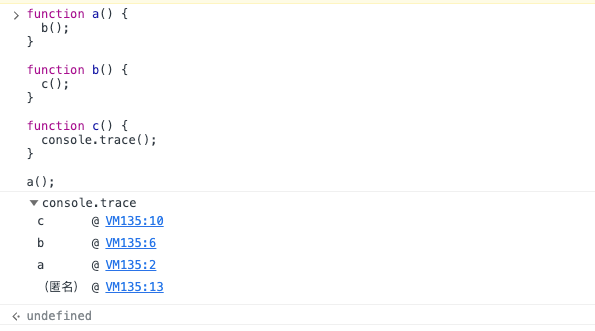 function a() {
  b();
}

function b() {
  c();
}

function c() {
  console.trace();
}

a();
console.trace
c @ VM135:10
b @ VM135:6
a @ VM135:2
（匿名） @ VM135:13
undefined